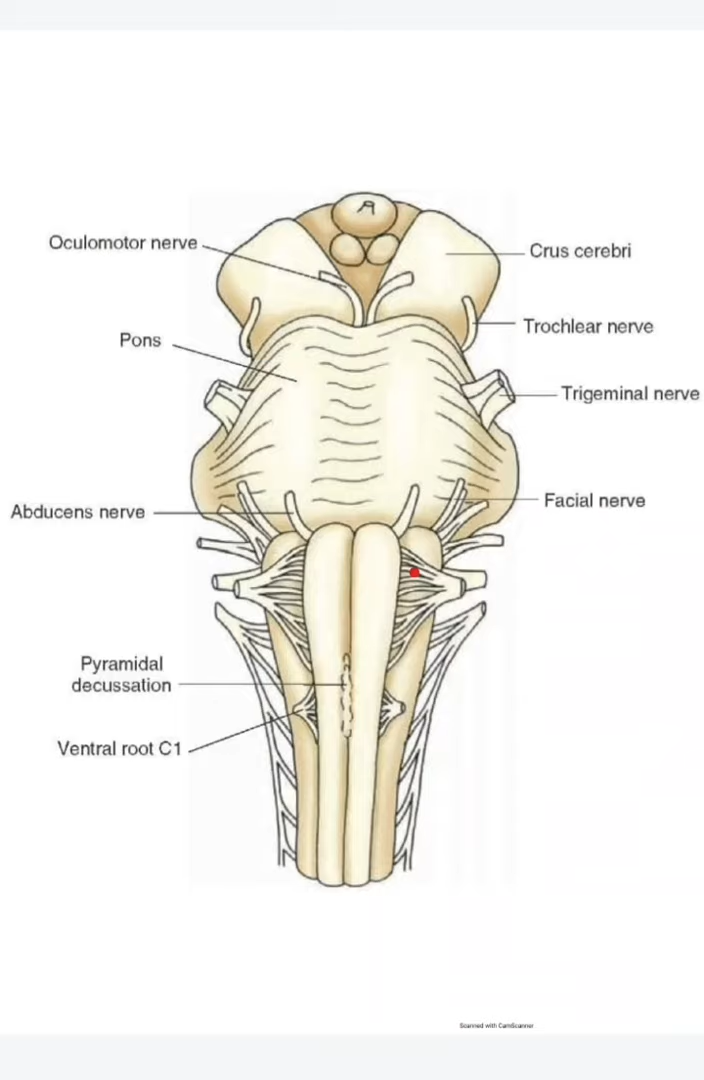 Oculomotor nerve
Crus cerebri
Trochlear nerve
Pons
Trigeminal nerve
Facial nerve
Abducens nerve
Pyramidal
decussation
Ventral root C1
Scanned with CamScanner